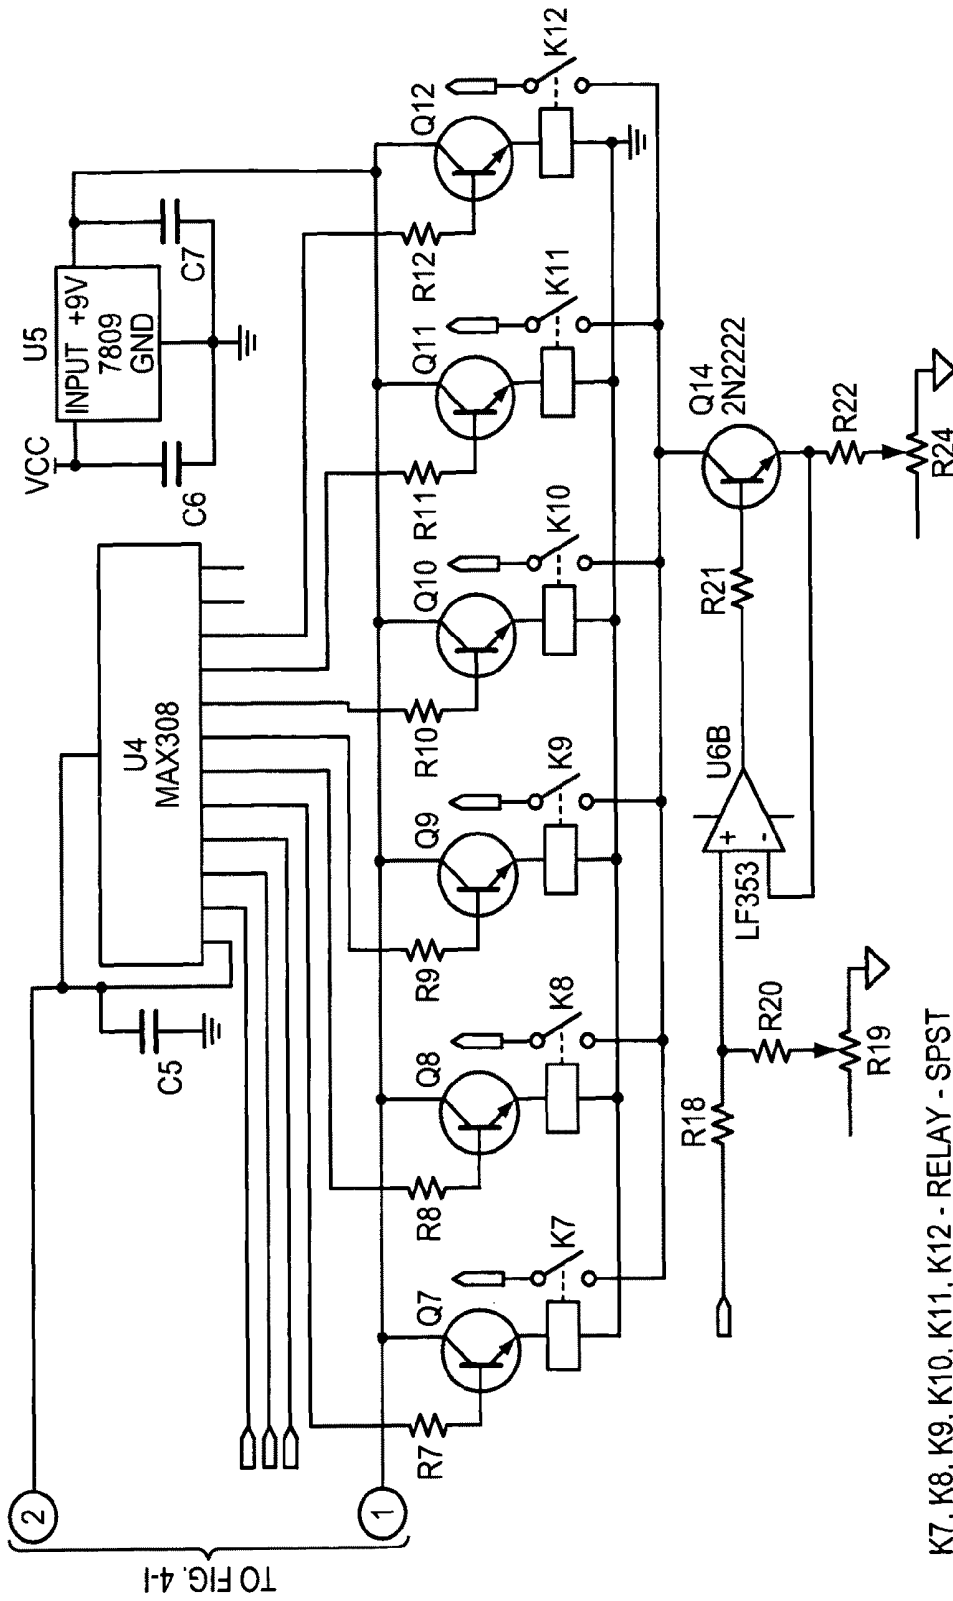 TO FIG. 4-I
2
1
VCC
U5
INPUT +9V
7809
GND
C6
C7
C5
U4
MAX308
R7
Q7
K7
R8
Q8
K8
R9
Q9
K9
R10
Q10
K10
R11
Q11
K11
R12
Q12
K12
R18
R20
R19
LF353
+
-
U6B
R21
Q14
2N2222
R22
R24
K7, K8, K9, K10, K11, K12 - RELAY - SPST